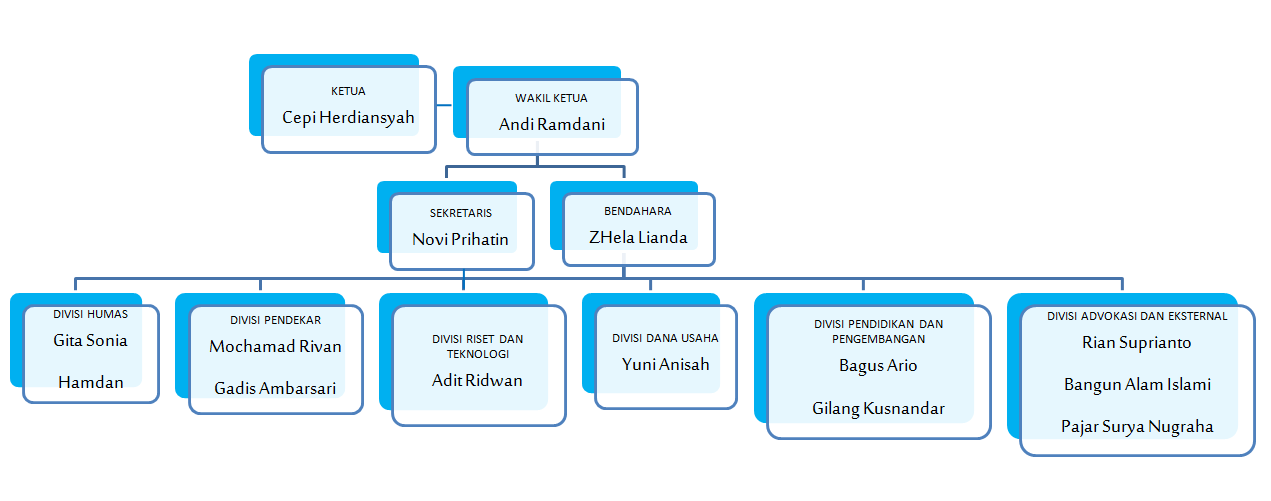 KETUA
Cepi Herdiansyah
WAKIL KETUA
Andi Ramdani
SEKRETARIS
Novi Prihatin
BENDAHARA
ZHela Lianda
DIVISI HUMAS
Gita Sonia
Hamdan
DIVISI PENDEKAR
Mochamad Rivan
Gadis Ambarsari
DIVISI RISET DAN
TEKNOLOGI
Adit Ridwan
DIVISI DANA USAHA
Yuni Anisah
DIVISI PENDIDIKAN DAN
PENGEMBANGAN
Bagus Ario
Gilang Kusnandar
DIVISI ADVOKASI DAN EKSTERNAL
Rian Suprianto
Bangun Alam Islami
Pajar Surya Nugraha